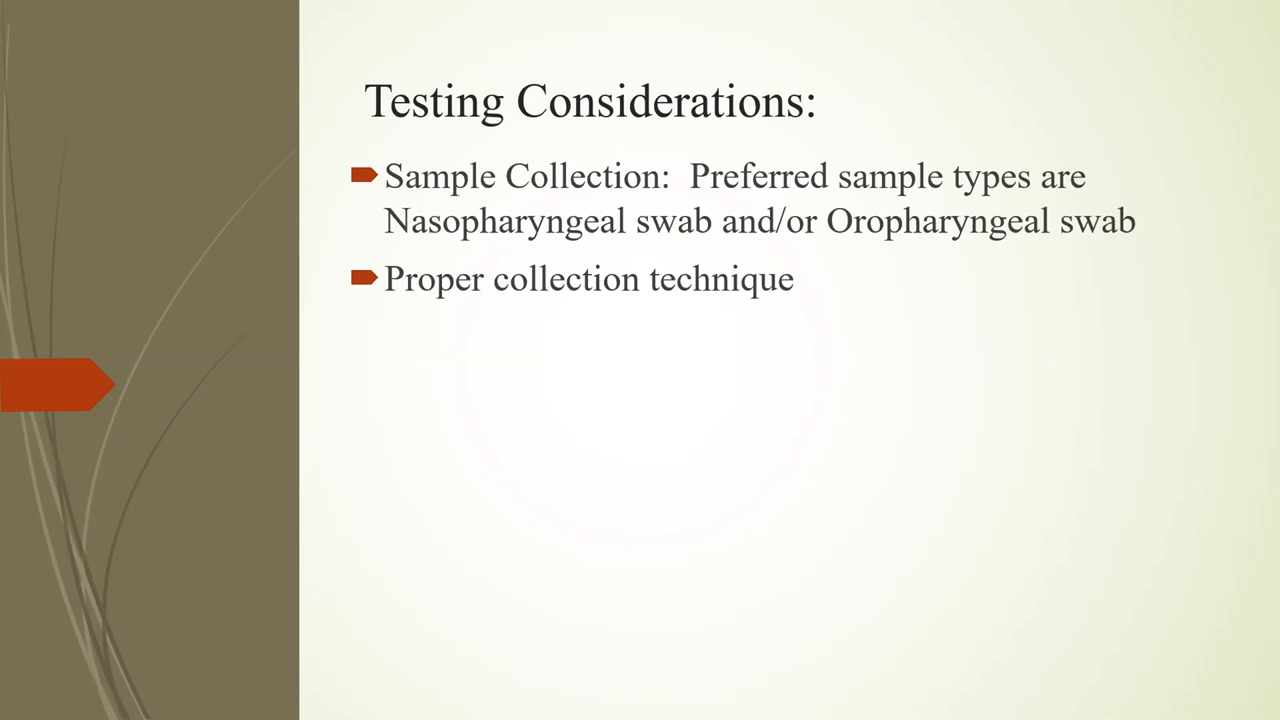 Testing Considerations:
Sample Collection:  Preferred sample types are
Nasopharyngeal swab and/or Oropharyngeal swab
Proper collection technique